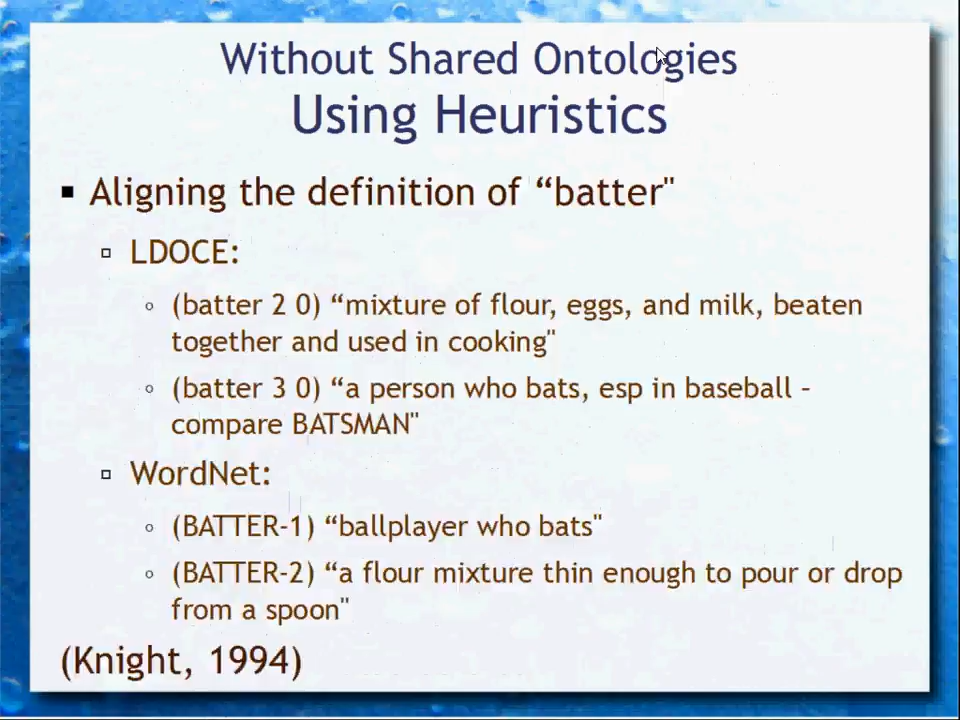 Without Shared Ontologies
Using Heuristics
Aligning the definition of “batter"
LDOCE:
(batter 2 0) “mixture of flour, eggs, and milk, beaten
together and used in cooking"
(batter 3 0) “a person who bats, esp in baseball –
compare BATSMAN"
WordNet:
(BATTER-1) “ballplayer who bats"
(BATTER-2) “a flour mixture thin enough to pour or drop
from a spoon"
(Knight, 1994)